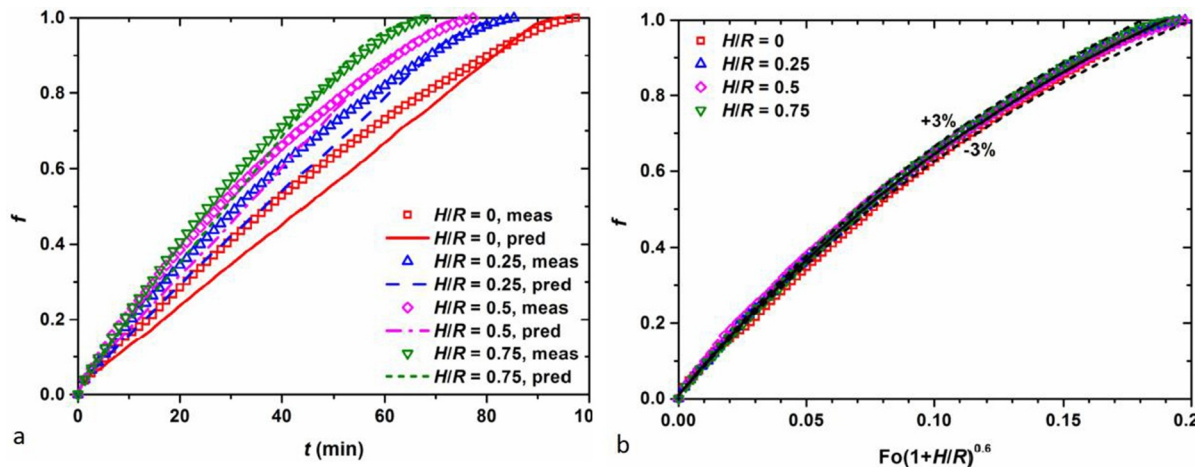 1.0
0.8
0.6
0.4
0.2
0.0
f
H/R = 0, meas
H/R = 0, pred
H/R = 0.25, meas
H/R = 0.25, pred
H/R = 0.5, meas
H/R = 0.5, pred
H/R = 0.75, meas
H/R = 0.75, pred
0 20 40 60 80 10
t (min)
a
1.0
0.8
0.6
0.4
0.2
0.0
f
H/R = 0
H/R = 0.25
H/R = 0.5
H/R = 0.75
+3%
-3%
0.00 0.05 0.10 0.15 0.2
Fo(1+H/R)^0.6
b